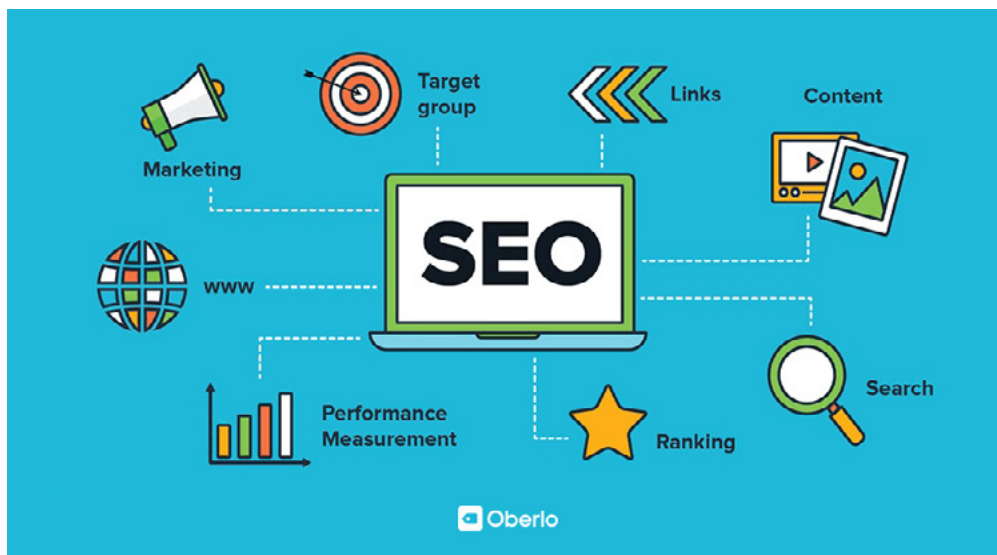 Target
group
Links
Content
Marketing
SEO
www
Search
Performance
Measurement
Ranking
Oberlo